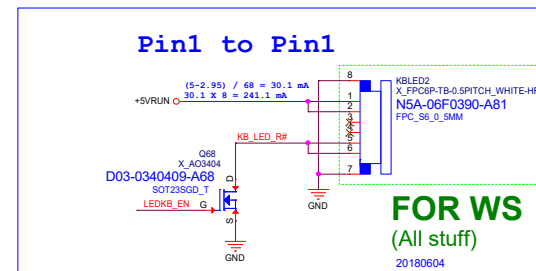 Pin1 to Pin1
(5-2.95) / 68 = 30.1 mA
30.1 X 8 = 241.1 mA
+5VRUN
8
1
2
3
4
5
6
7
KBLED2
X_FPC6P-TB-0.5PITCH_WHITE-HF
N5A-06F0390-A81
FPC_S6_0_5MM
KB_LED_R#
Q68
X_AO3404
D03-0340409-A68
SOT23SGD_T
LEDKB_EN
G
D
S
GND
GND
FOR WS
(All stuff)
20180604